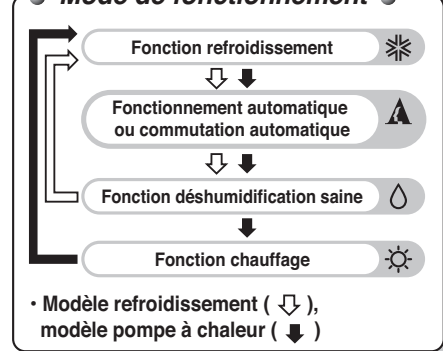 Mode de fonctionnement
Fonction refroidissement
Fonctionnement automatique
ou commutation automatique
Fonction déshumidification saine
Fonction chauffage
• Modèle refroidissement ( ⇩ ),
modèle pompe à chaleur ( 🡇 )